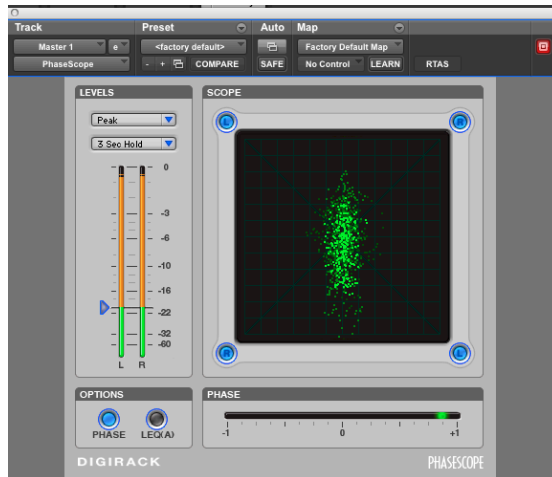 Track Preset Auto Map
Master 1 e <factory default> Factory Default Map
PhaseScope - + COMPARE SAFE No Control LEARN RTAS
LEVELS SCOPE
Peak
3 Sec Hold
L R
0
-3
-6
-10
-16
-22
-32
-60
L R
R L
OPTIONS PHASE
PHASE LEQ(A)
-1 0 +1
DIGIRACK PHASESCOPE